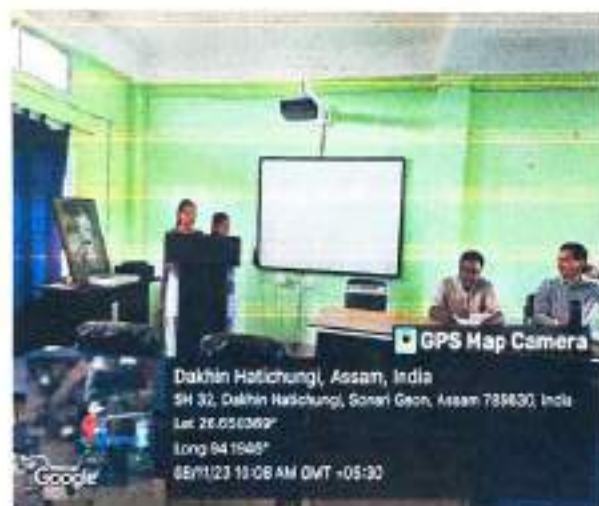 GPS Map Camera
Dakhin Hatichungi, Assam, India
SH 32, Dakhin Hatichungi, Sonari Gaon, Assam 785630, India
Lat 26.650369°
Long 94.1946°
08/11/23 10:08 AM GMT +05:30
Google